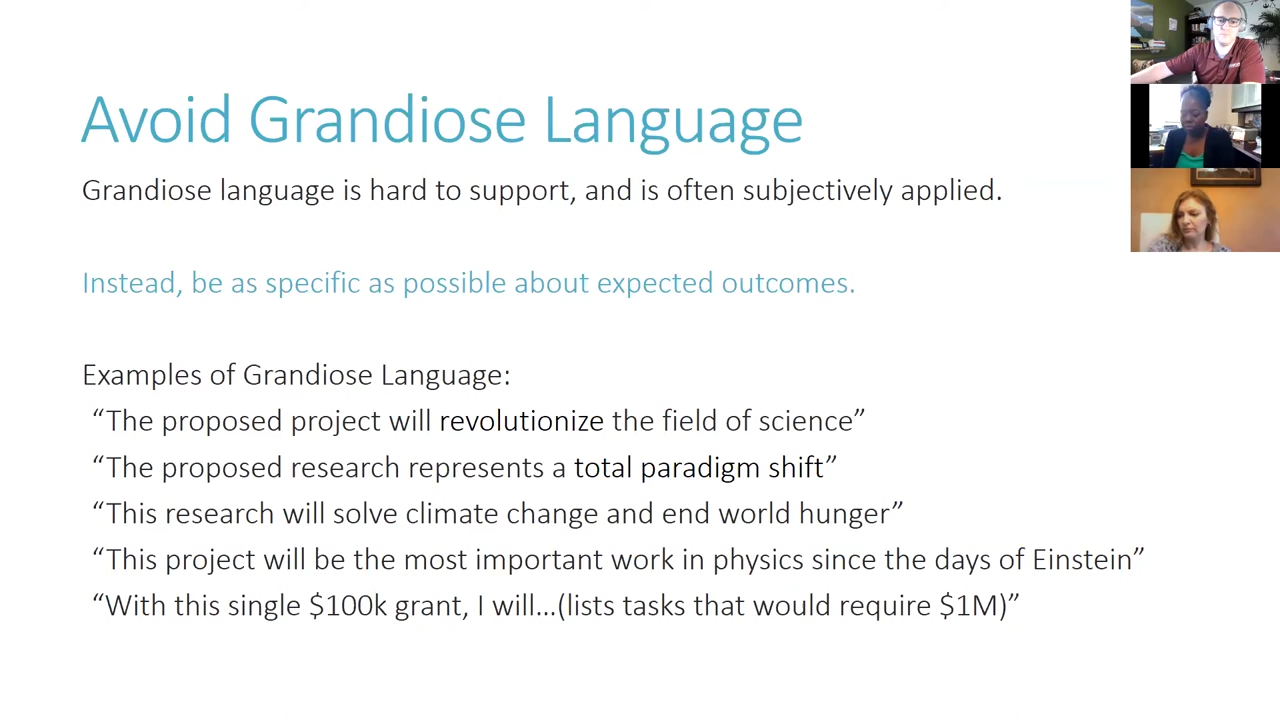 Avoid Grandiose Language
Grandiose language is hard to support, and is often subjectively applied.
Instead, be as specific as possible about expected outcomes.
Examples of Grandiose Language:
“The proposed project will revolutionize the field of science”
“The proposed research represents a total paradigm shift”
“This research will solve climate change and end world hunger”
“This project will be the most important work in physics since the days of Einstein”
“With this single $100k grant, I will…(lists tasks that would require $1M)”